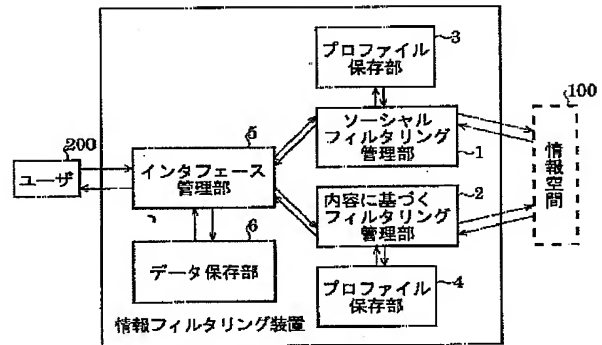 プロファイル
保存部
3
100
ソーシャル
フィルタリング
管理部
1
200
ユーザ
5
インタフェース
管理部
情報空間
2
内容に基づく
フィルタリング
管理部
6
データ保存部
プロファイル
保存部
4
情報フィルタリング装置